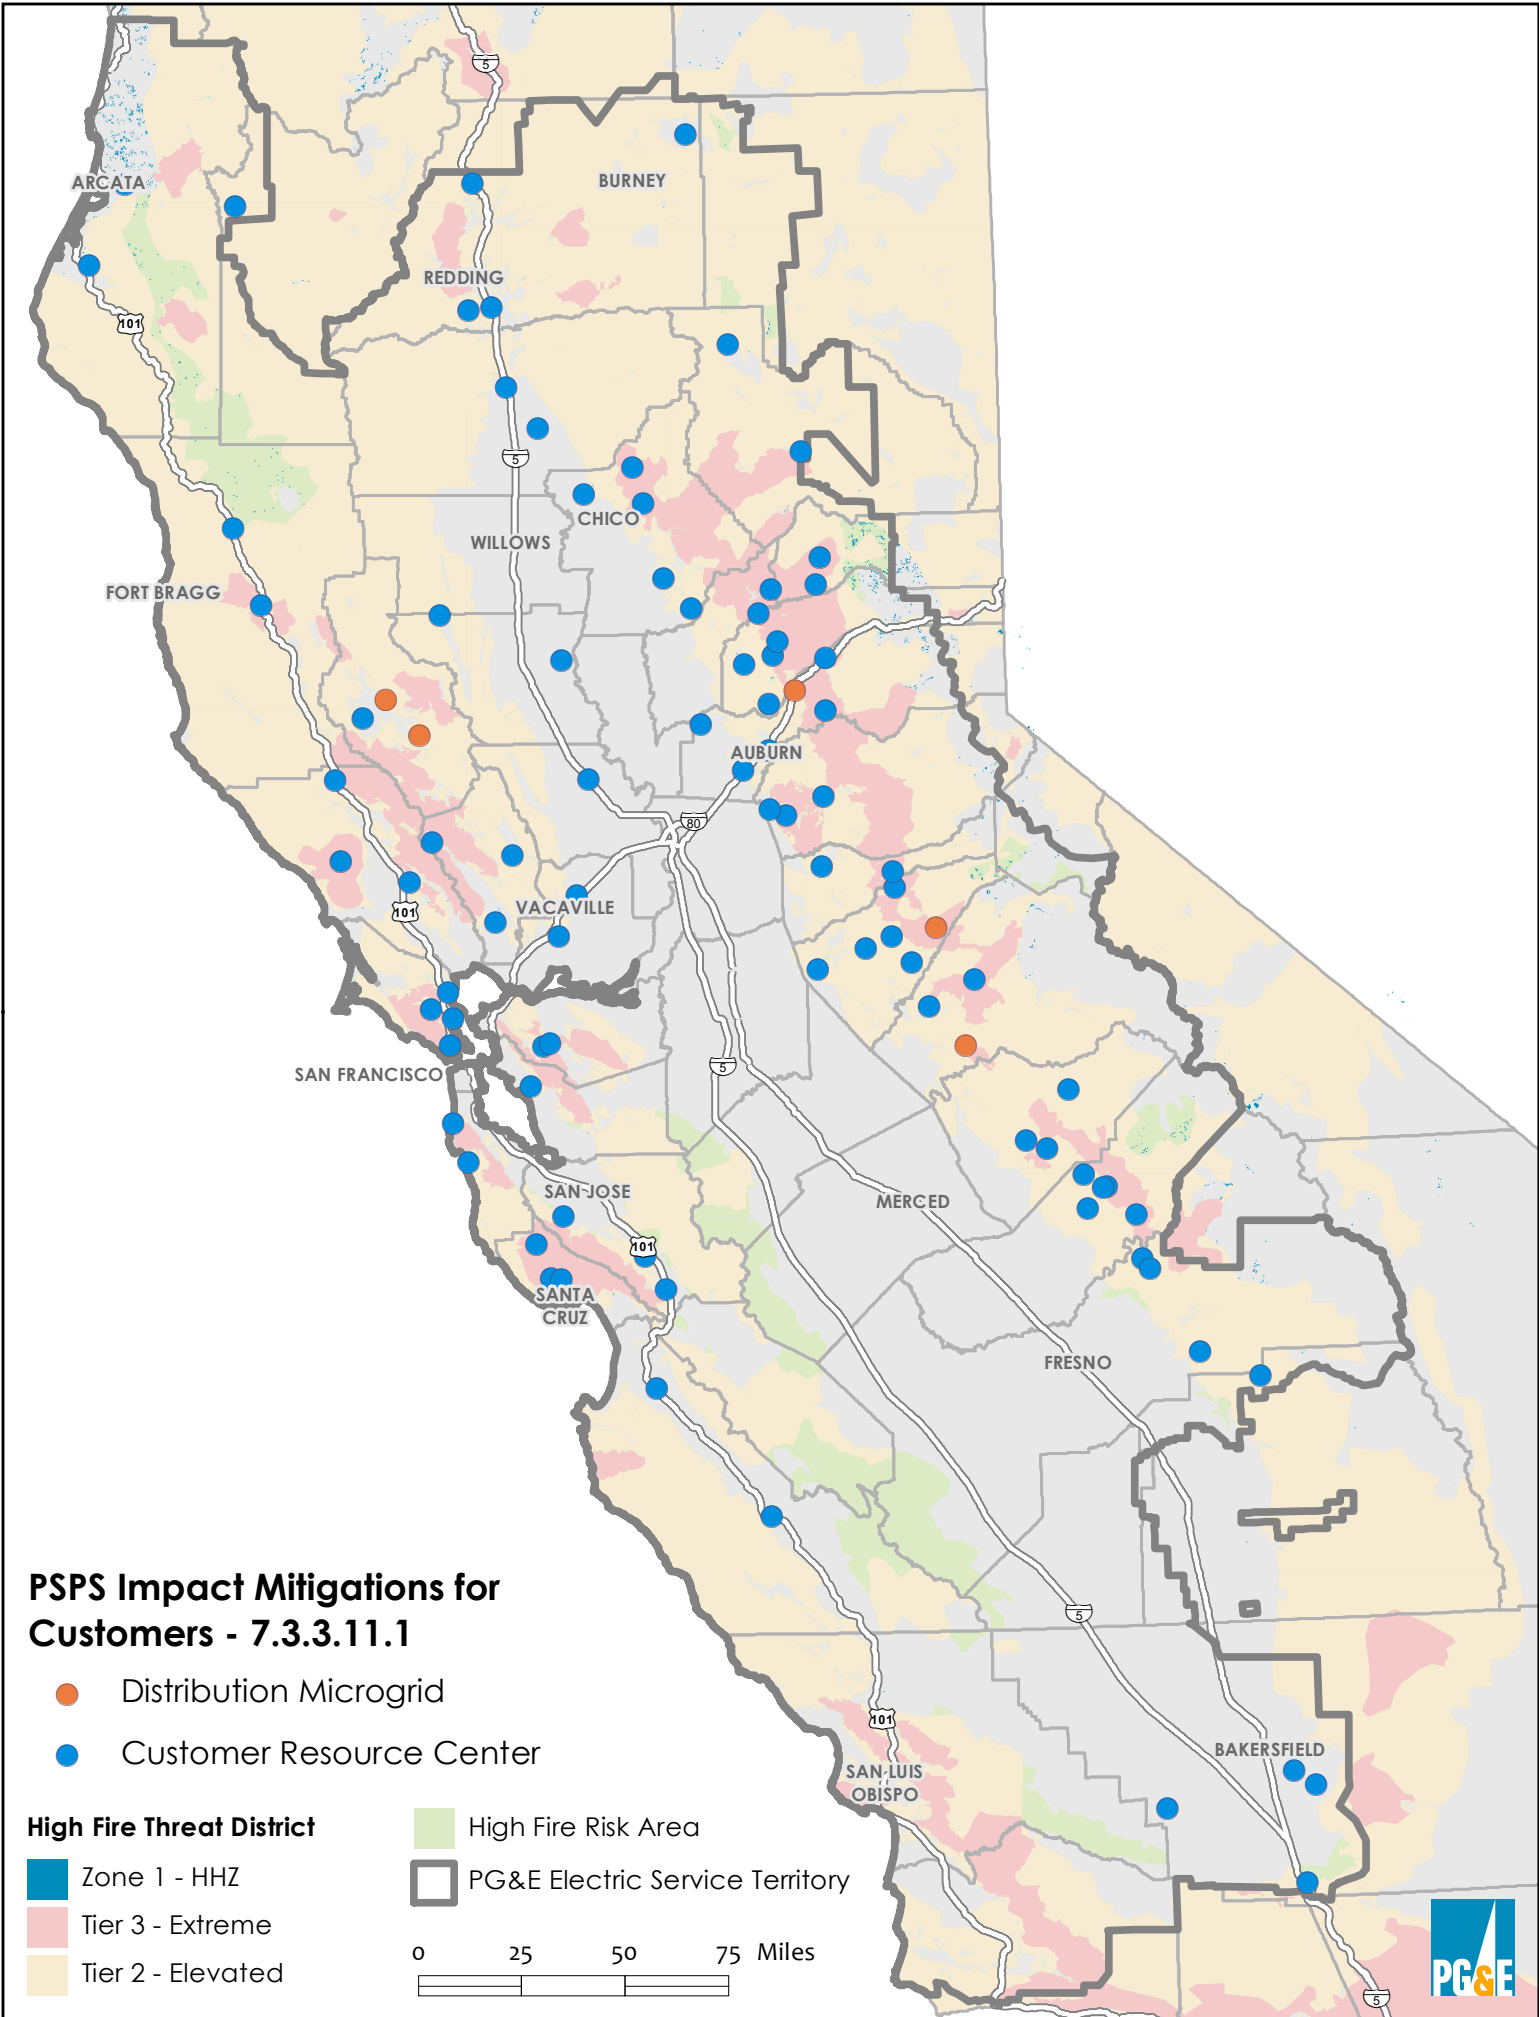 5
ARCATA
BURNEY
REDDING
101
5
CHICO
WILLOWS
FORT BRAGG
AUBURN
80
VACAVILLE
101
5
SAN FRANCISCO
SAN JOSE
MERCED
101
SANTA
CRUZ
FRESNO
5
101
BAKERSFIELD
SAN LUIS
OBISPO
5
PSPS Impact Mitigations for
Customers - 7.3.3.11.1
Distribution Microgrid
Customer Resource Center
High Fire Threat District
Zone 1 - HHZ
Tier 3 - Extreme
Tier 2 - Elevated
High Fire Risk Area
PG&E Electric Service Territory
0 25 50 75 Miles
PG&E